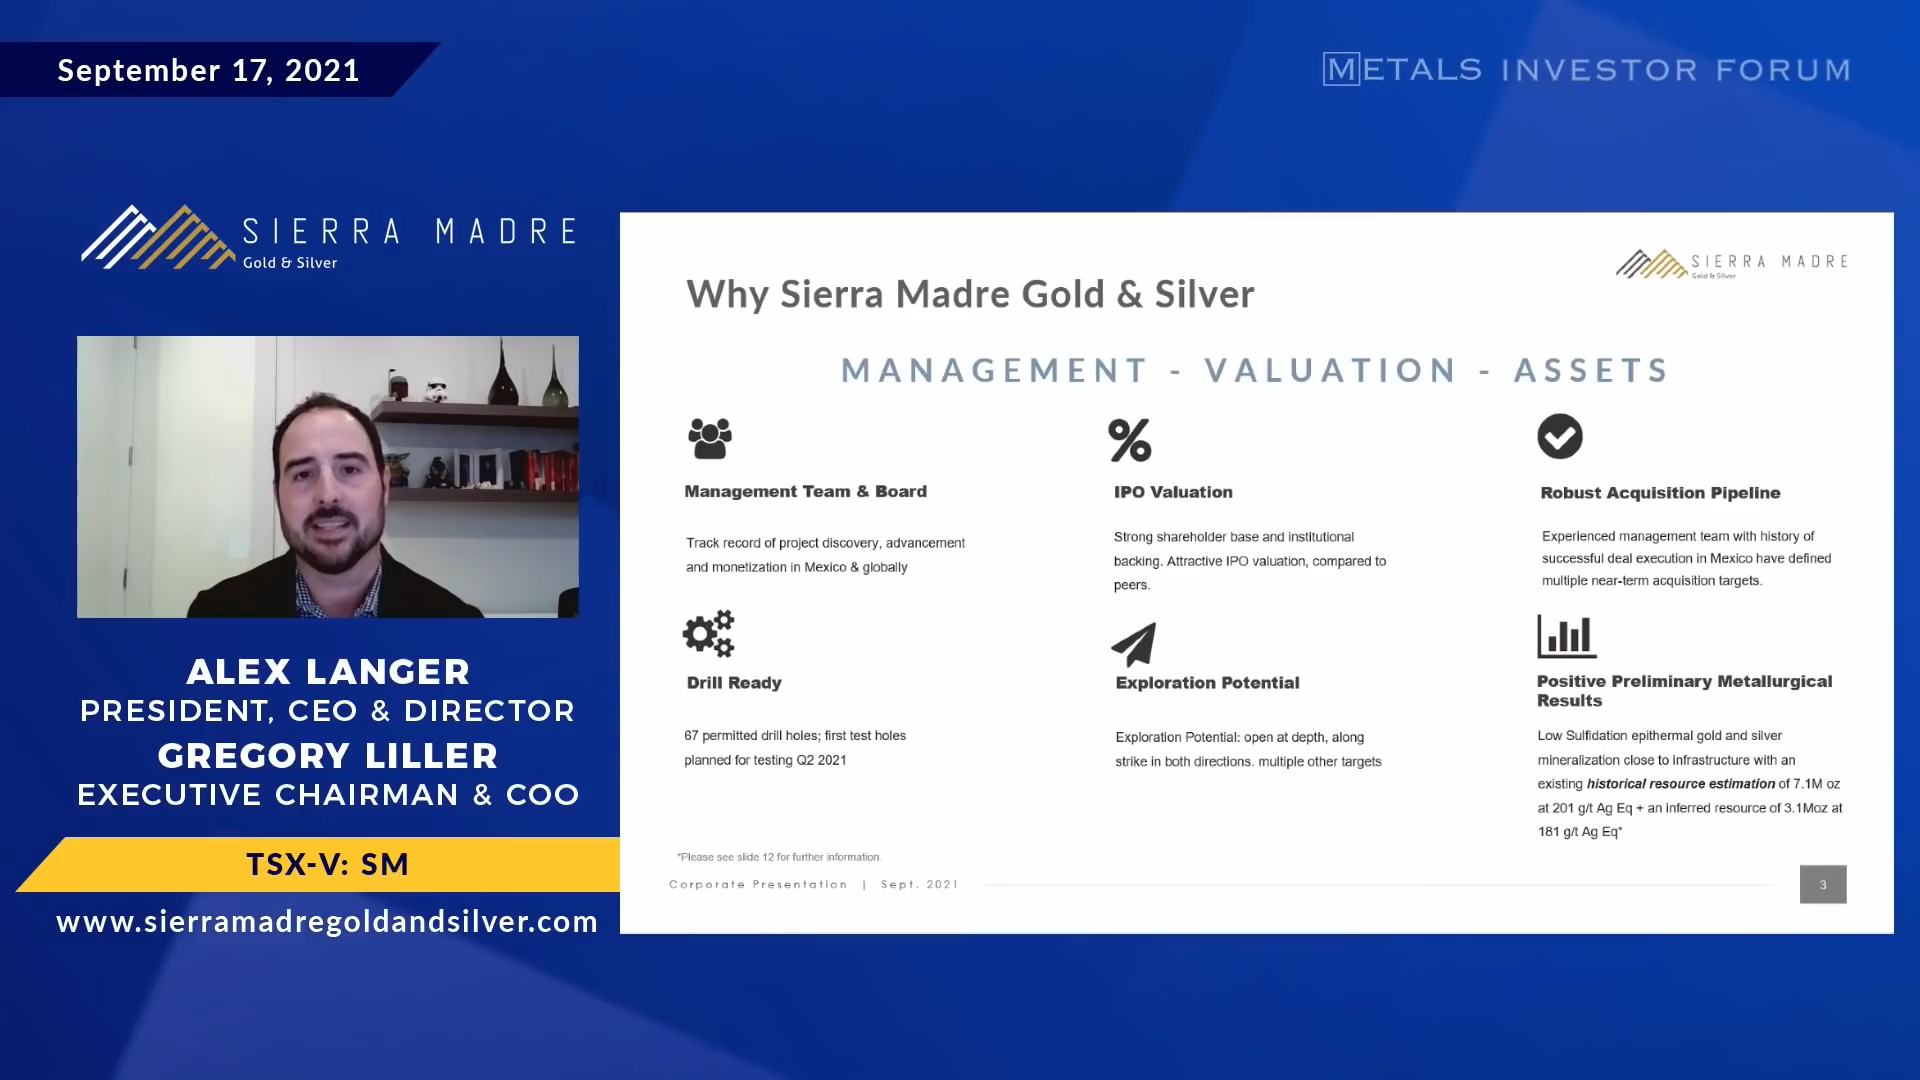 September 17, 2021
METALS INVESTOR FORUM
SIERRA MADRE
Gold & Silver
ALEX LANGER
PRESIDENT, CEO & DIRECTOR
GREGORY LILLER
EXECUTIVE CHAIRMAN & COO
TSX-V: SM
www.sierramadregoldandsilver.com
SIERRA MADRE
Gold & Silver
Why Sierra Madre Gold & Silver
MANAGEMENT - VALUATION - ASSETS
Management Team & Board
Track record of project discovery, advancement
and monetization in Mexico & globally
IPO Valuation
Strong shareholder base and institutional
backing. Attractive IPO valuation, compared to
peers.
Robust Acquisition Pipeline
Experienced management team with history of
successful deal execution in Mexico have defined
multiple near-term acquisition targets.
Drill Ready
67 permitted drill holes; first test holes
planned for testing Q2 2021
Exploration Potential
Exploration Potential: open at depth, along
strike in both directions. multiple other targets
Positive Preliminary Metallurgical
Results
Low Sulfidation epithermal gold and silver
mineralization close to infrastructure with an
existing historical resource estimation of 7.1M oz
at 201 g/t Ag Eq + an inferred resource of 3.1Moz at
181 g/t Ag Eq*
*Please see slide 12 for further information.
Corporate Presentation | Sept. 2021
3